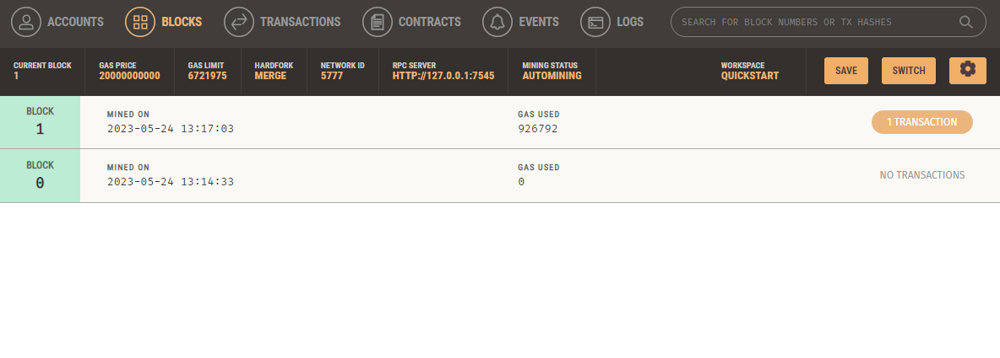 ACCOUNTS BLOCKS TRANSACTIONS CONTRACTS EVENTS LOGS SEARCH FOR BLOCK NUMBERS OR TX HASHES
CURRENT BLOCK GAS PRICE GAS LIMIT HARDFORK NETWORK ID RPC SERVER MINING STATUS WORKSPACE
1 20000000000 6721975 MERGE 5777 HTTP://127.0.0.1:7545 AUTOMINING QUICKSTART SAVE SWITCH
BLOCK MINED ON GAS USED
1 2023-05-24 13:17:03 926792 1 TRANSACTION
BLOCK MINED ON GAS USED
0 2023-05-24 13:14:33 0 NO TRANSACTIONS